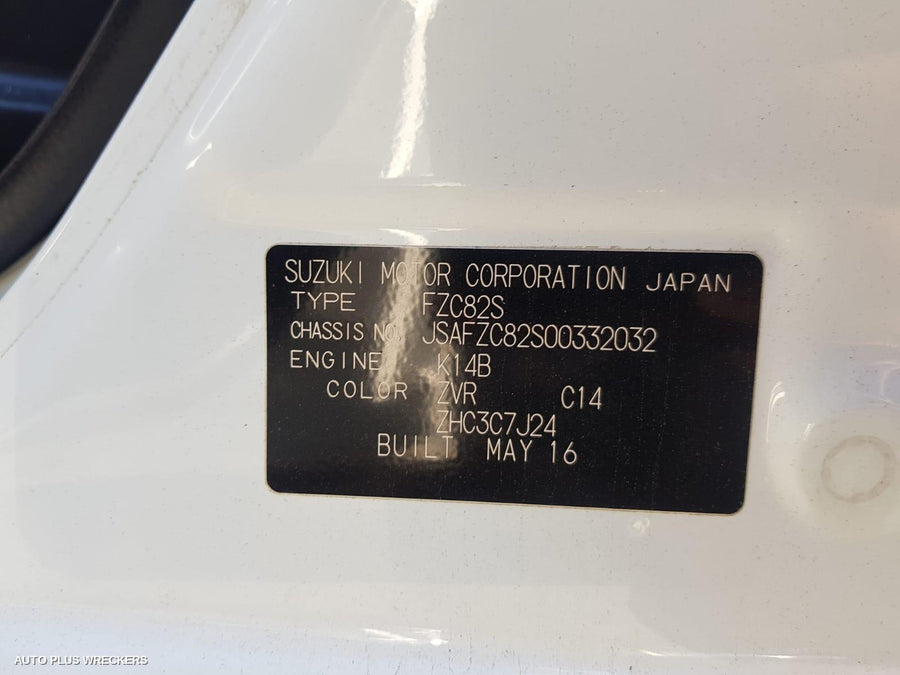 SUZUKI MOTOR CORPORATION JAPAN
TYPE FZC82S
CHASSIS NO. JSAFZC82S00332032
ENGINE K14B
COLOR ZVR C14
ZHC3C7J24
BUILT MAY 16
AUTO PLUS WRECKERS